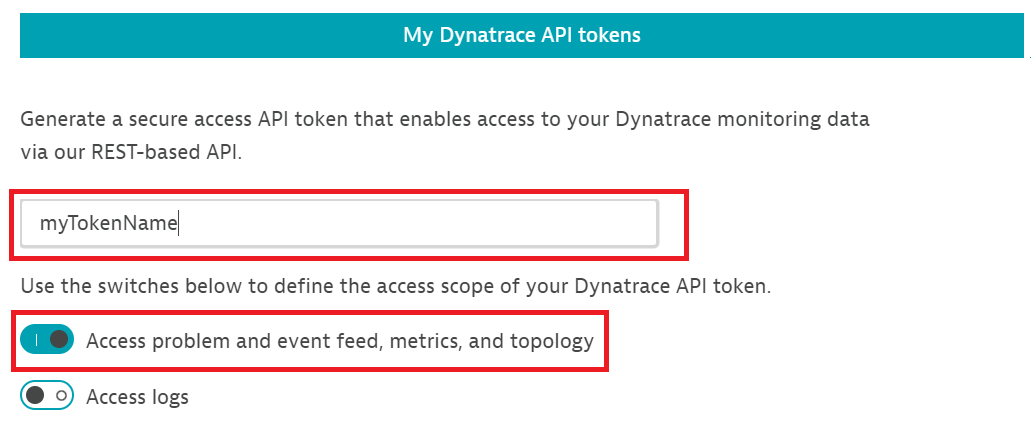 My Dynatrace API tokens
Generate a secure access API token that enables access to your Dynatrace monitoring data
via our REST-based API.
myTokenName
Use the switches below to define the access scope of your Dynatrace API token.
Access problem and event feed, metrics, and topology
Access logs